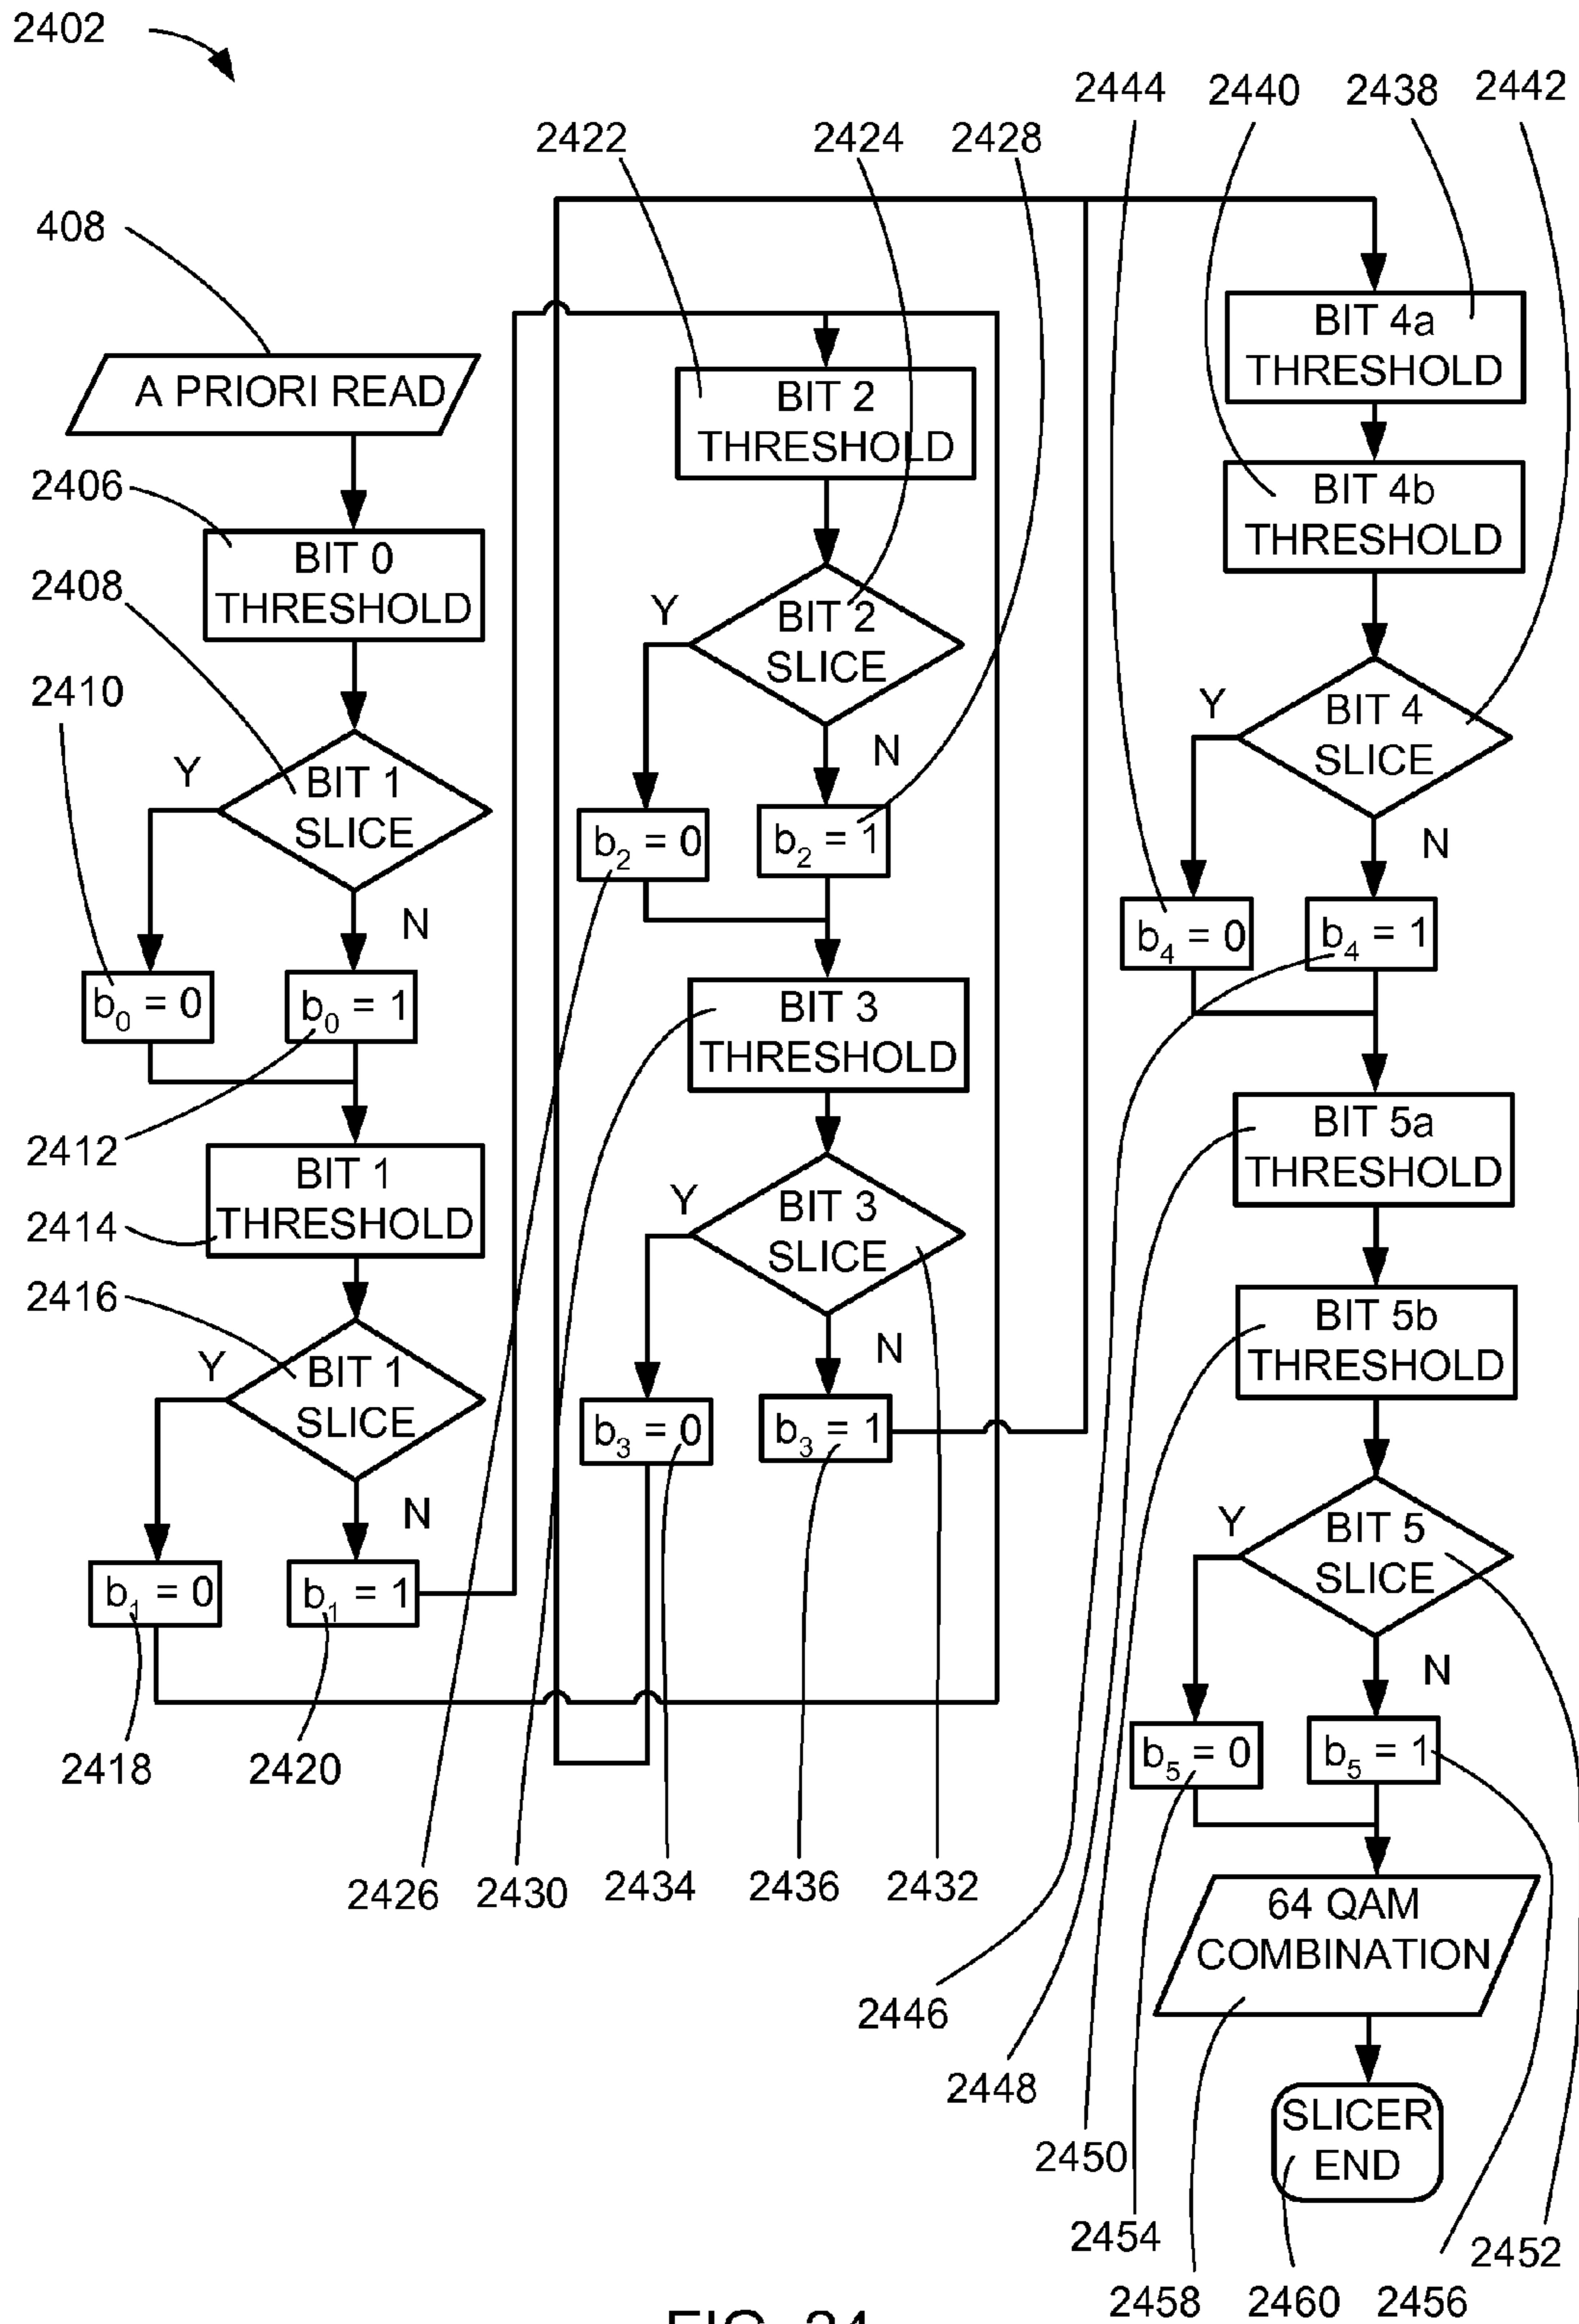 2402
408
A PRIORI READ
2406
BIT 0
THRESHOLD
2408
BIT 1
SLICE
Y
N
2410
b0 = 0
b0 = 1
2412
BIT 1
THRESHOLD
2414
2416
BIT 1
SLICE
Y
N
b1 = 0
b1 = 1
2418
2420
2422
2424
2428
BIT 2
THRESHOLD
BIT 2
SLICE
Y
N
b2 = 0
b2 = 1
BIT 3
THRESHOLD
BIT 3
SLICE
Y
N
b3 = 0
b3 = 1
2426
2430
2434
2436
2432
2444
2440
2438
2442
BIT 4a
THRESHOLD
BIT 4b
THRESHOLD
BIT 4
SLICE
Y
N
b4 = 0
b4 = 1
BIT 5a
THRESHOLD
BIT 5b
THRESHOLD
BIT 5
SLICE
Y
N
b5 = 0
b5 = 1
64 QAM
COMBINATION
SLICER
END
2446
2448
2450
2454
2452
2458
2460
2456
FIG. 24